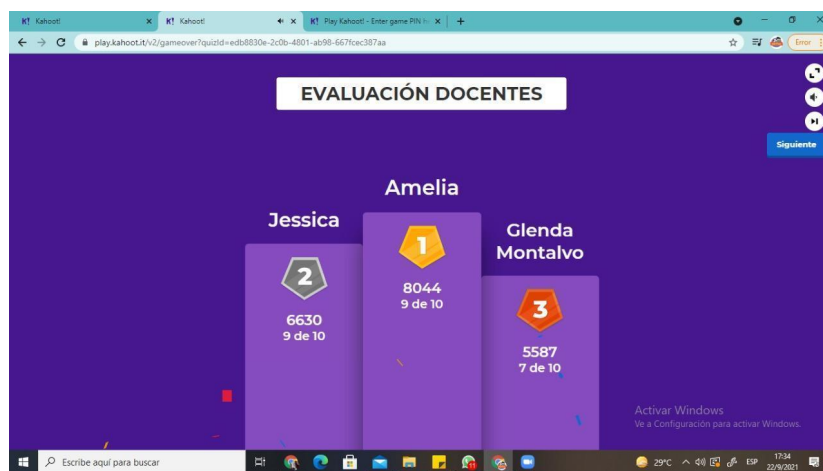 Kahoot!
Kahoot!
Play Kahoot! - Enter game PIN
play.kahoot.it/v2/gameover?quizId=edb8830e-2c0b-4801-ab98-667fcec387aa
Error
EVALUACIÓN DOCENTES
Siguiente
Amelia
Jessica
Glenda
Montalvo
1
2
3
8044
9 de 10
6630
9 de 10
5587
7 de 10
Activar Windows
Ve a Configuración para activar Windows.
Escribe aquí para buscar
29°C
ESP
17:34
22/9/2021